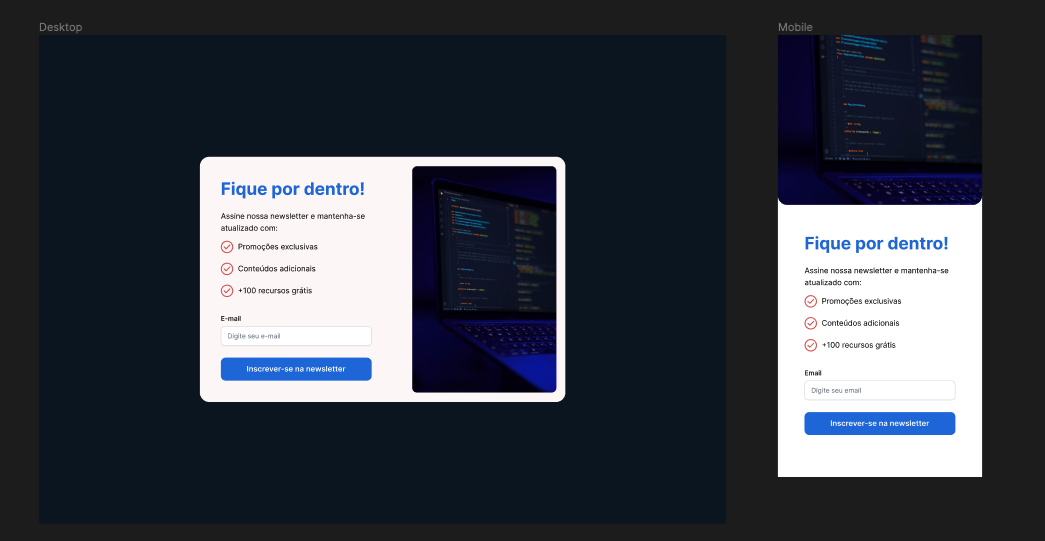 Desktop
Fique por dentro!
Assine nossa newsletter e mantenha-se
atualizado com:
Promoções exclusivas
Conteúdos adicionais
+100 recursos grátis
E-mail
Digite seu e-mail
Inscrever-se na newsletter
Mobile
Fique por dentro!
Assine nossa newsletter e mantenha-se
atualizado com:
Promoções exclusivas
Conteúdos adicionais
+100 recursos grátis
Email
Digite seu email
Inscrever-se na newsletter